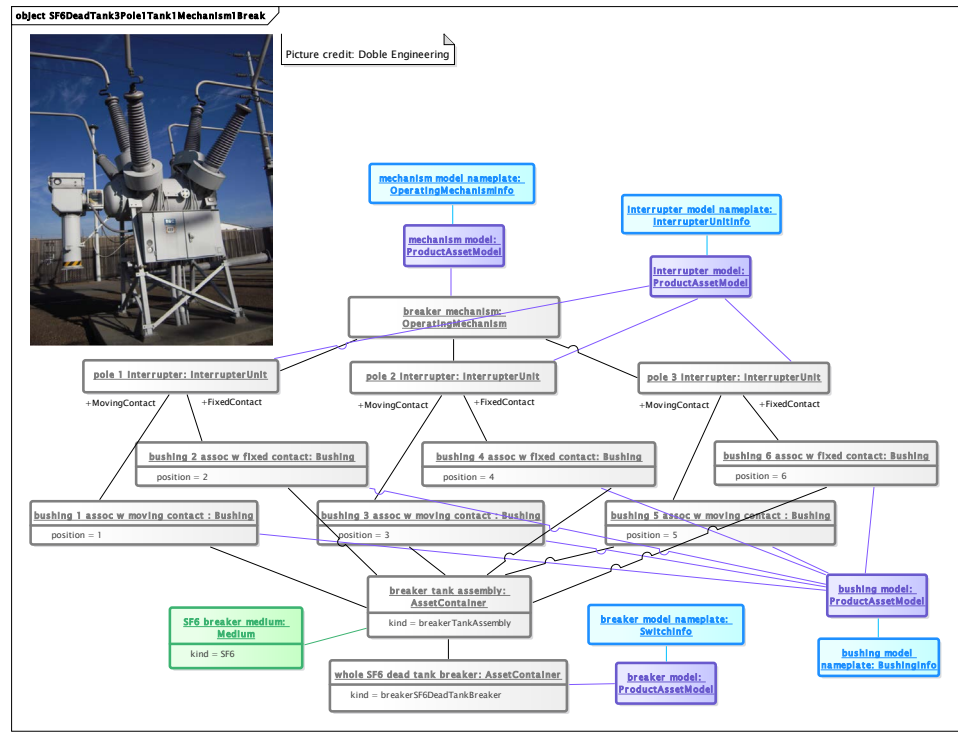 object SF6DeadTank3Pole1Tank1Mechanism1Break
Picture credit: Doble Engineering
mechanism model nameplate:
OperatingMechanismInfo
Interrupter model nameplate:
InterrupterUnitInfo
mechanism model:
ProductAssetModel
Interrupter model:
ProductAssetModel
breaker mechanism:
OperatingMechanism
pole 1 Interrupter: InterrupterUnit
pole 2 Interrupter: InterrupterUnit
pole 3 Interrupter: InterrupterUnit
+MovingContact
+FixedContact
+MovingContact
+FixedContact
+MovingContact
+FixedContact
bushing 2 assoc w fixed contact: Bushing
position = 2
bushing 4 assoc w fixed contact: Bushing
position = 4
bushing 6 assoc w fixed contact: Bushing
position = 6
bushing 1 assoc w moving contact : Bushing
position = 1
bushing 3 assoc w moving contact : Bushing
position = 3
bushing 5 assoc w moving contact : Bushing
position = 5
breaker tank assembly:
AssetContainer
kind = breakerTankAssembly
bushing model:
ProductAssetModel
SF6 breaker medium:
Medium
kind = SF6
breaker model nameplate:
SwitchInfo
bushing model
nameplate: BushingInfo
whole SF6 dead tank breaker: AssetContainer
kind = breakerSF6DeadTankBreaker
breaker model:
ProductAssetModel